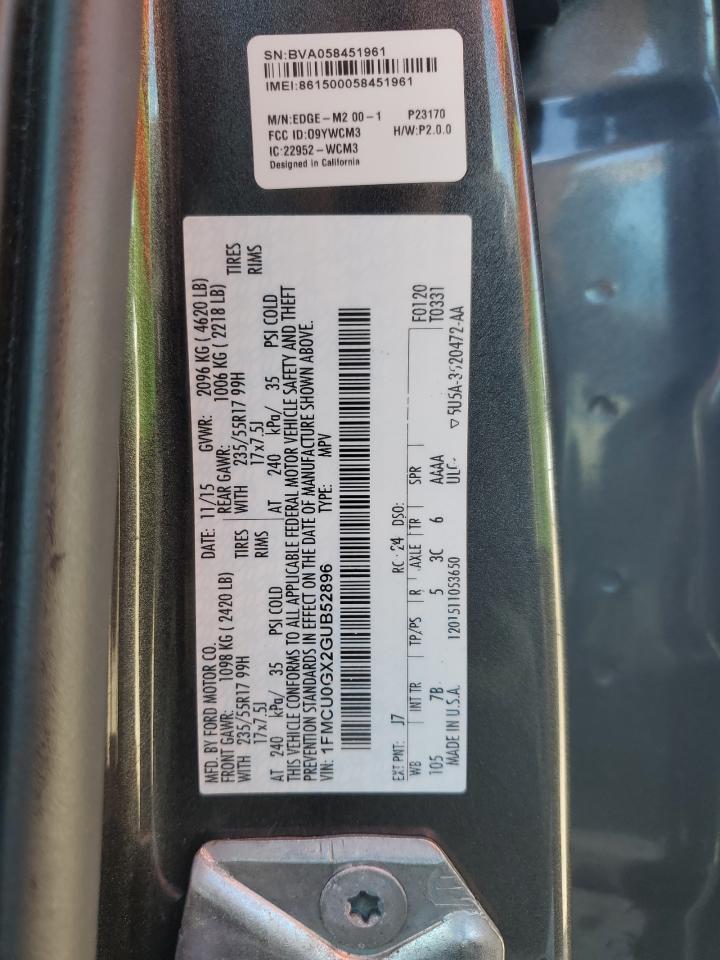 SN:BVA058451961
IMEI:861500058451961
M/N:EDGE-M2 00-1 P23170
FCC ID:O9YWCM3 H/W:P2.0.0
IC:22952-WCM3
Designed in California
MFD. BY FORD MOTOR CO.
DATE: 11/15 GVWR: 2096 KG ( 4620 LB)
FRONT GAWR: 1098 KG ( 2420 LB) REAR GAWR: 1006 KG ( 2218 LB)
WITH 235/55R17 99H TIRES WITH 235/55R17 99H TIRES
17x7.5J RIMS 17x7.5J RIMS
AT 240 kPa/ 35 PSI COLD AT 240 kPa/ 35 PSI COLD
THIS VEHICLE CONFORMS TO ALL APPLICABLE FEDERAL MOTOR VEHICLE SAFETY AND THEFT
PREVENTION STANDARDS IN EFFECT ON THE DATE OF MANUFACTURE SHOWN ABOVE.
VIN: 1FMCU0GX2GUB52896 TYPE: MPV
EXT PNT: J7 RC: 24 DSO: F0120
WB INT TR TP/PS R AXLE TR SPR T0331
105 7B 5 3C 6 AAAA
MADE IN U.S.A. 1201511053650